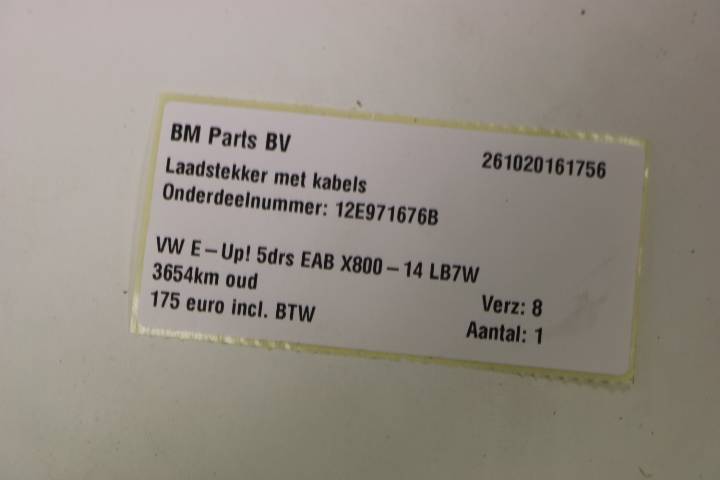 BM Parts BV
261020161756
Laadstekker met kabels
Onderdeelnummer: 12E971676B
VW E-Up! 5drs EAB X800-14 LB7W
3654km oud
Verz: 8
175 euro incl. BTW
Aantal: 1